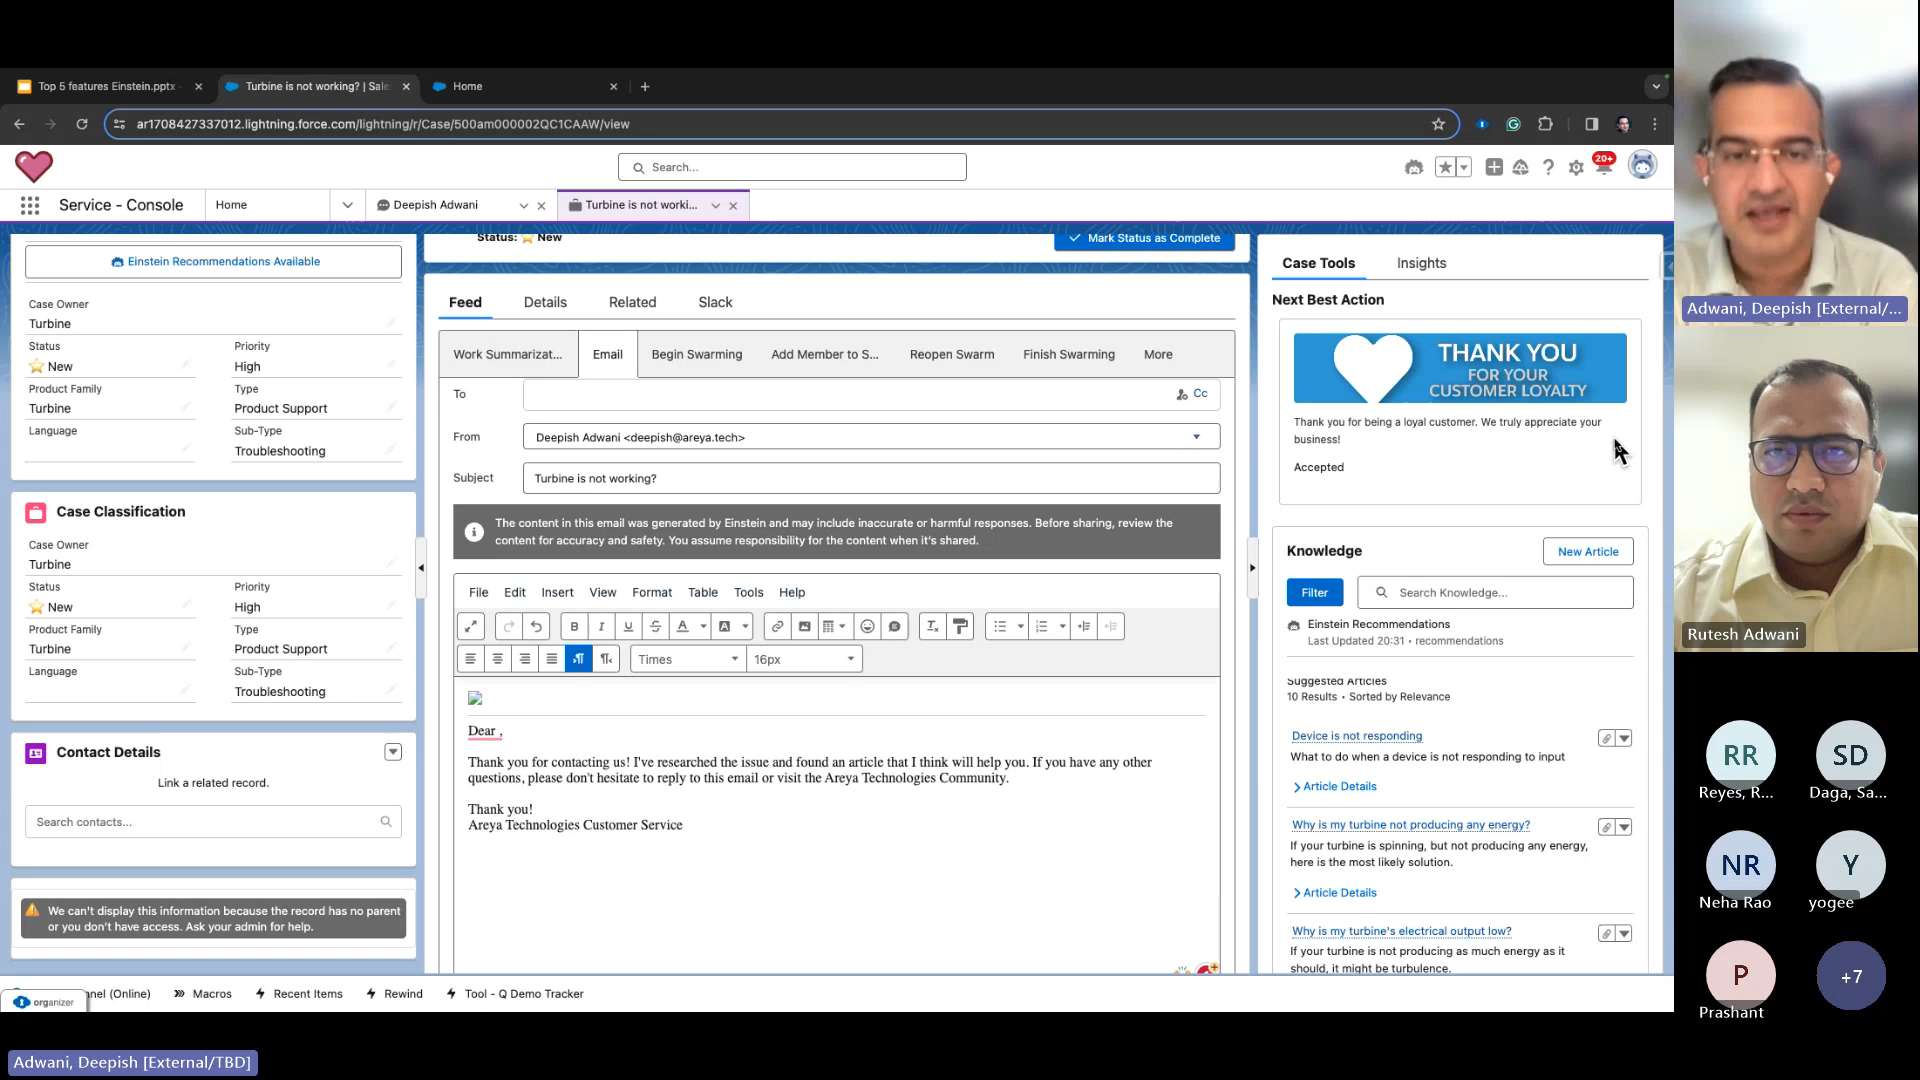 Top 5 features Einstein.pptx
Turbine is not working? | Sale
Home
ar1708427337012.lightning.force.com/lightning/r/Case/500am000002QC1CAAW/view
Search...
20+
Service - Console
Home
Deepish Adwani
Turbine is not worki...
Einstein Recommendations Available
Case Owner
Turbine
Status
Priority
New
High
Product Family
Type
Turbine
Product Support
Language
Sub-Type
Troubleshooting
Case Classification
Case Owner
Turbine
Status
Priority
New
High
Product Family
Type
Turbine
Product Support
Language
Sub-Type
Troubleshooting
Contact Details
Link a related record.
Search contacts...
We can't display this information because the record has no parent
or you don't have access. Ask your admin for help.
Status: New
Mark Status as Complete
Feed
Details
Related
Slack
Work Summarizat...
Email
Begin Swarming
Add Member to S...
Reopen Swarm
Finish Swarming
More
To
Cc
From
Deepish Adwani <deepish@areya.tech>
Subject
Turbine is not working?
The content in this email was generated by Einstein and may include inaccurate or harmful responses. Before sharing, review the
content for accuracy and safety. You assume responsibility for the content when it's shared.
File Edit Insert View Format Table Tools Help
Times
16px
Dear ,
Thank you for contacting us! I've researched the issue and found an article that I think will help you. If you have any other
questions, please don't hesitate to reply to this email or visit the Areya Technologies Community.
Thank you!
Areya Technologies Customer Service
Case Tools
Insights
Next Best Action
THANK YOU
FOR YOUR
CUSTOMER LOYALTY
Thank you for being a loyal customer. We truly appreciate your
business!
Accepted
Knowledge
New Article
Filter
Search Knowledge...
Einstein Recommendations
Last Updated 20:31 • recommendations
Suggested Articles
10 Results • Sorted by Relevance
Device is not responding
What to do when a device is not responding to input
Article Details
Why is my turbine not producing any energy?
If your turbine is spinning, but not producing any energy,
here is the most likely solution.
Article Details
Why is my turbine's electrical output low?
If your turbine is not producing as much energy as it
should, it might be turbulence.
nel (Online)
Macros
Recent Items
Rewind
Tool - Q Demo Tracker
organizer
Adwani, Deepish [External/TBD]
Adwani, Deepish [External/...
Rutesh Adwani
RR
Reyes, R...
SD
Daga, Sa...
NR
Neha Rao
Y
yogee
P
Prashant
+7